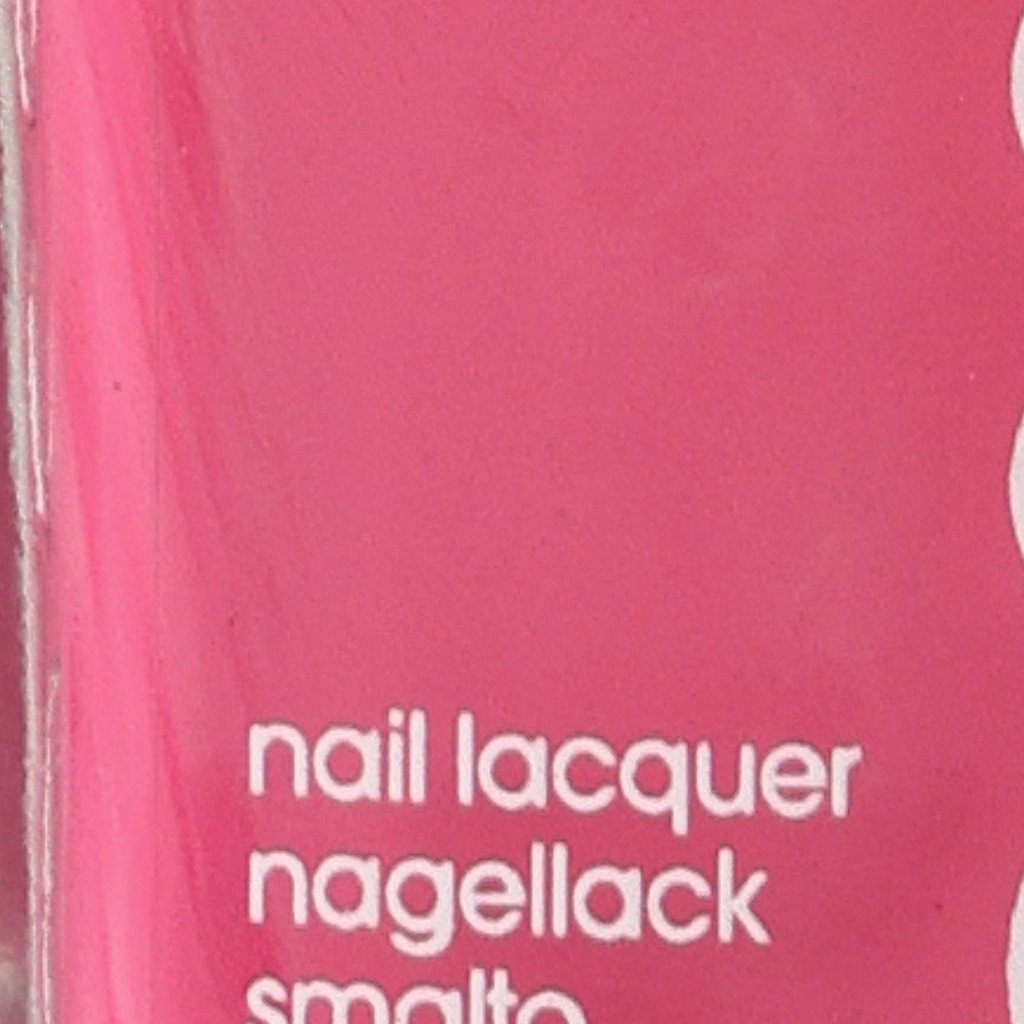 nail lacquer
nagellack
smalto